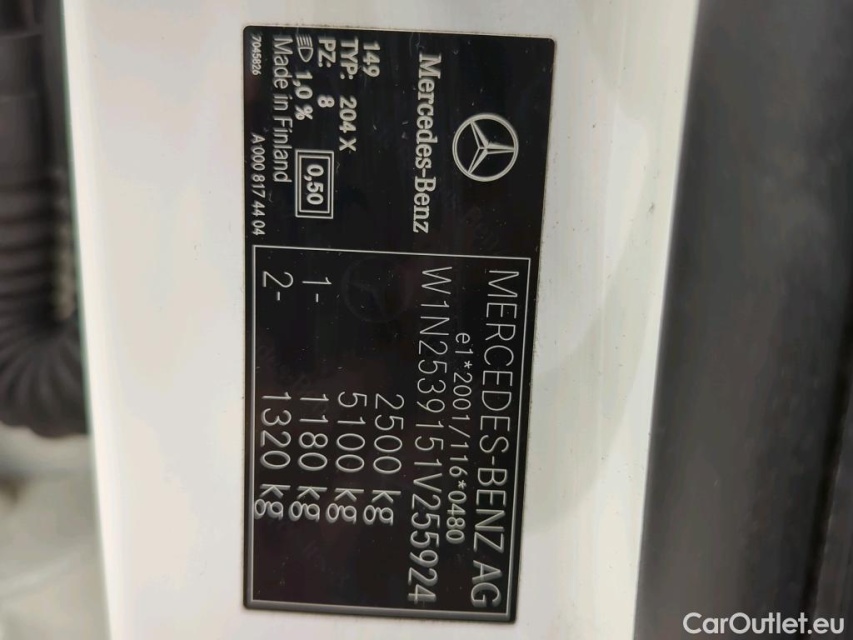 Mercedes-Benz
149
TYP: 204 X
PZ: 8
1,0 % 0,50
Made in Finland
7045826 A 000 817 44 04
MERCEDES-BENZ AG
e1*2001/116*0480
W1N2539151V255924
2500 kg
5100 kg
1- 1180 kg
2- 1320 kg
CarOutlet.eu